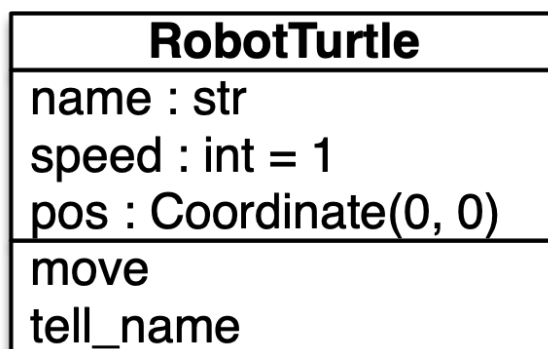 RobotTurtle
name : str
speed : int = 1
pos : Coordinate(0, 0)
move
tell_name